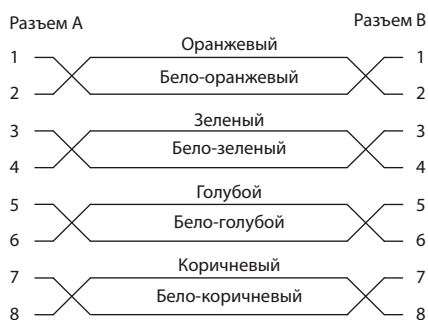 Разъем А Разъем В
Оранжевый
1 1
Бело-оранжевый
2 2
Зеленый
3 3
Бело-зеленый
4 4
Голубой
5 5
Бело-голубой
6 6
Коричневый
7 7
Бело-коричневый
8 8